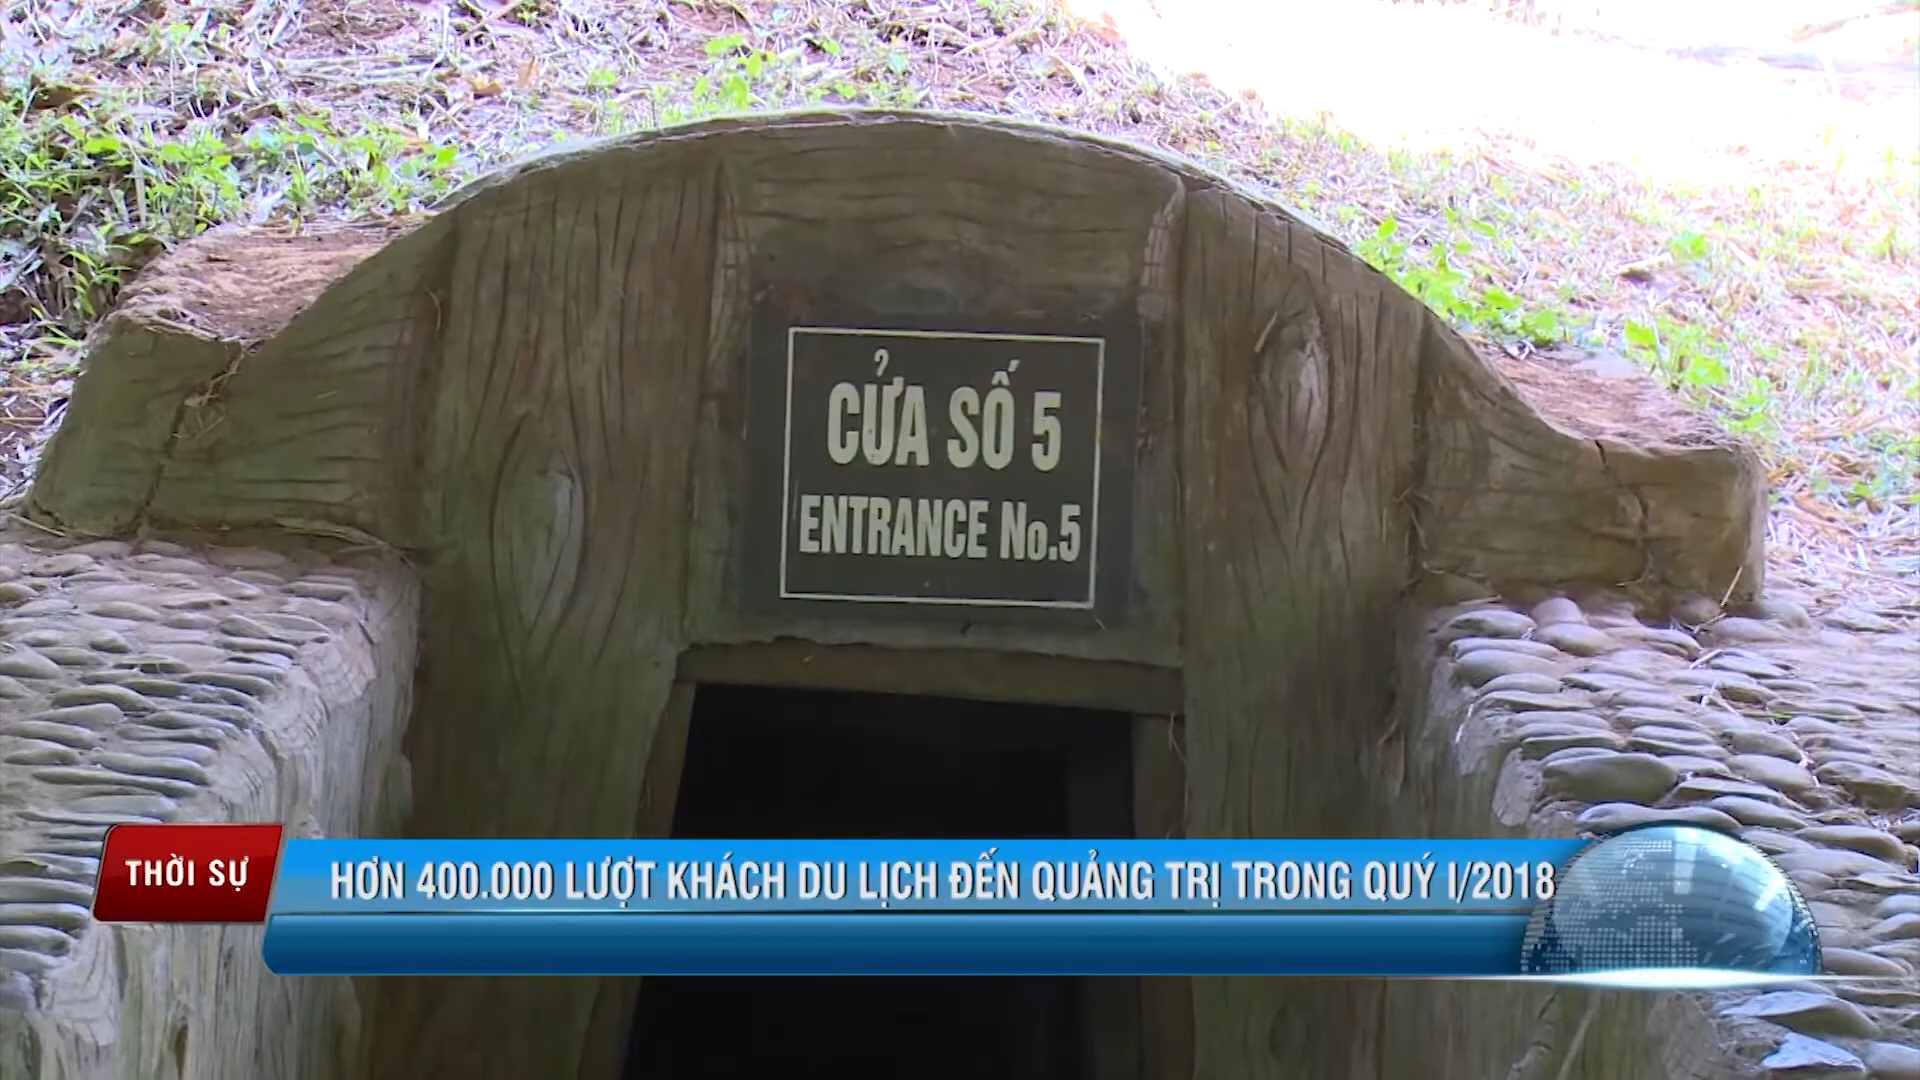 CỬA SỐ 5
ENTRANCE No.5
THỜI SỰ
HƠN 400.000 LƯỢT KHÁCH DU LỊCH ĐẾN QUẢNG TRỊ TRONG QUÝ I/2018